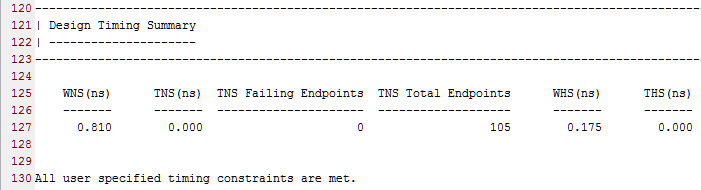 120 ------------------------------------------------------------------------------------------------
121 | Design Timing Summary
122 | ---------------------
123 ------------------------------------------------------------------------------------------------
124
125 WNS(ns) TNS(ns) TNS Failing Endpoints TNS Total Endpoints WHS(ns) THS(ns)
126 ------- ------- --------------------- ------------------- ------- -------
127 0.810 0.000 0 105 0.175 0.000
128
129
130 All user specified timing constraints are met.